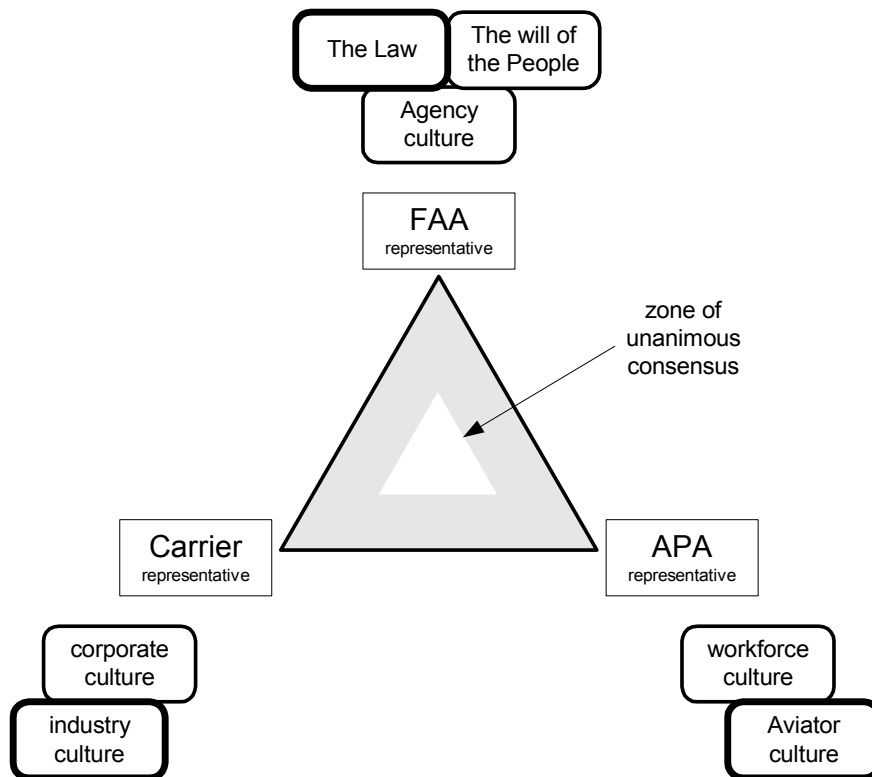 The Law
The will of
the People
Agency
culture
FAA
representative
zone of
unanimous
consensus
Carrier
representative
APA
representative
corporate
culture
industry
culture
workforce
culture
Aviator
culture